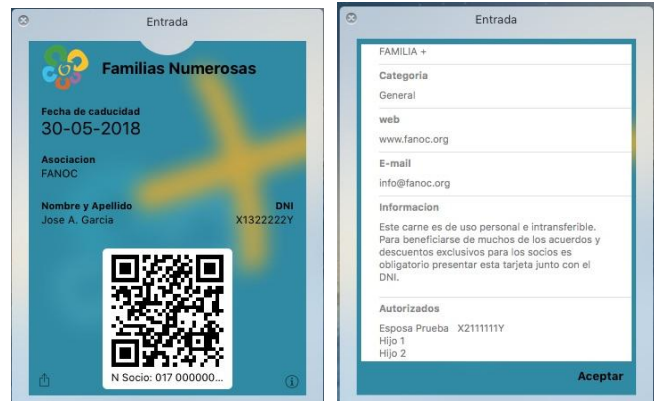 Entrada
Familias Numerosas
Fecha de caducidad
30-05-2018
Asociacion
FANOC
Nombre y Apellido DNI
Jose A. Garcia X1322222Y
N Socio: 017 000000...
Entrada
FAMILIA +
Categoria
General
web
www.fanoc.org
E-mail
info@fanoc.org
Informacion
Este carne es de uso personal e intransferible.
Para beneficiarse de muchos de los acuerdos y
descuentos exclusivos para los socios es
obligatorio presentar esta tarjeta junto con el
DNI.
Autorizados
Esposa Prueba X2111111Y
Hijo 1
Hijo 2
Aceptar